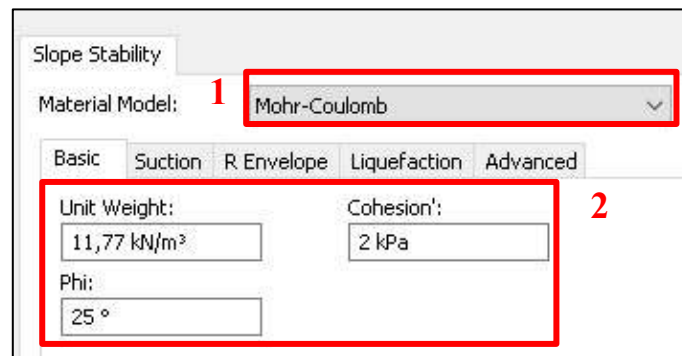 Slope Stability
Material Model: 1 Mohr-Coulomb
Basic Suction R Envelope Liquefaction Advanced
Unit Weight: Cohesion': 2
11,77 kN/m³ 2 kPa
Phi:
25 °